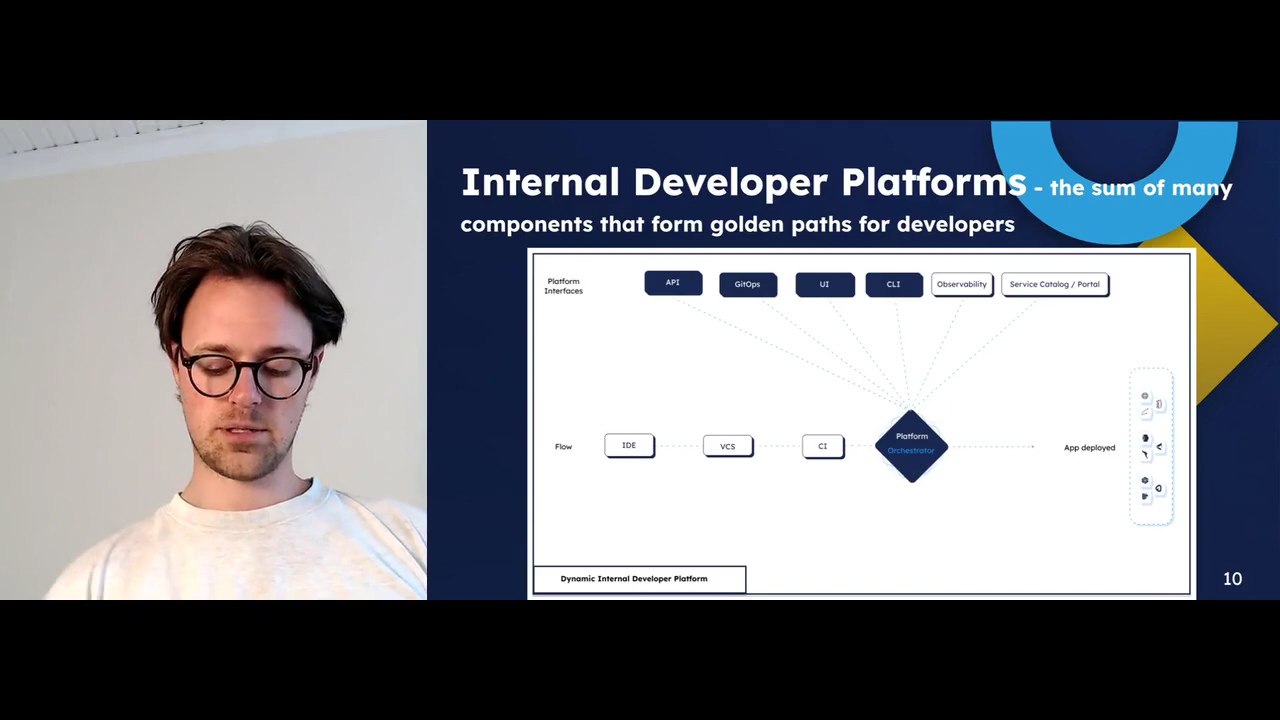 Internal Developer Platforms - the sum of many
components that form golden paths for developers
Platform
Interfaces
API
GitOps
UI
CLI
Observability
Service Catalog / Portal
Flow
IDE
VCS
CI
Platform
Orchestrator
App deployed
Dynamic Internal Developer Platform
10